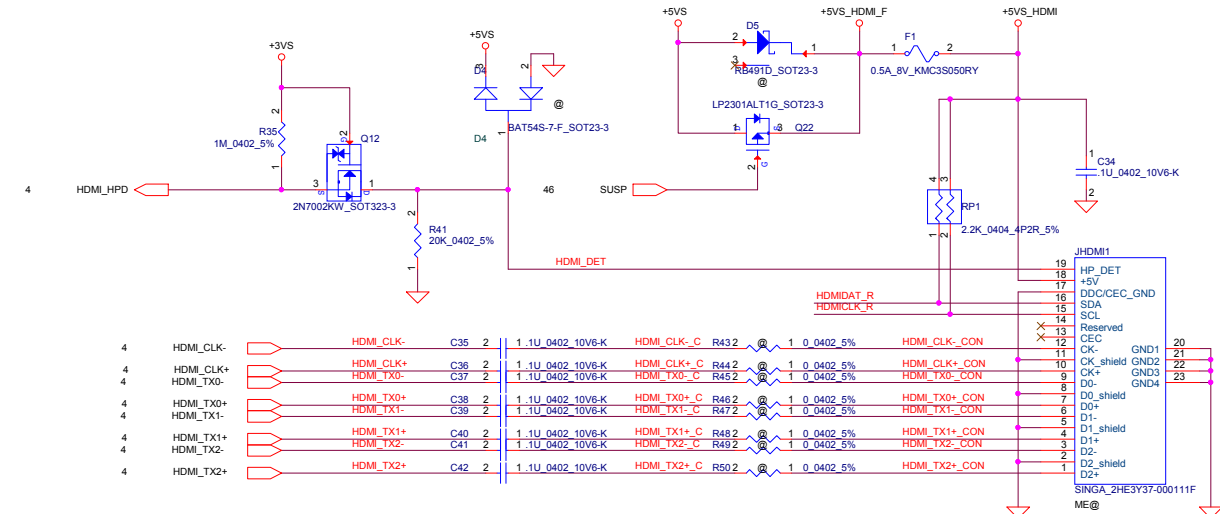 +5VS
+5VS_HDMI_F
+5VS_HDMI
D5
2
1
3
RB491D_SOT23-3
@
F1
1
2
0.5A_8V_KMC3S050RY
+3VS
+5VS
D4
3
2
@
1
BAT54S-7-F_SOT23-3
D4
LP2301ALT1G_SOT23-3
1
3
Q22
D
S
G
2
2
R35
1M_0402_5%
1
2
G
Q12
3
S
D
1
2N7002KW_SOT323-3
4
HDMI_HPD
46
SUSP
2
R41
20K_0402_5%
1
1
C34
.1U_0402_10V6-K
2
4
3
RP1
2.2K_0404_4P2R_5%
1
2
HDMI_DET
HDMIDAT_R
HDMICLK_R
JHDMI1
19 HP_DET
18 +5V
17 DDC/CEC_GND
16 SDA
15 SCL
14 Reserved
13 CEC
4 HDMI_CLK- HDMI_CLK- C35 2 1 .1U_0402_10V6-K HDMI_CLK-_C R43 2 @ 1 0_0402_5% HDMI_CLK-_CON 12 CK- GND1 20
11 CK_shield GND2 21
4 HDMI_CLK+ HDMI_CLK+ C36 2 1 .1U_0402_10V6-K HDMI_CLK+_C R44 2 @ 1 0_0402_5% HDMI_CLK+_CON 10 CK+ GND3 22
4 HDMI_TX0- HDMI_TX0- C37 2 1 .1U_0402_10V6-K HDMI_TX0-_C R45 2 @ 1 0_0402_5% HDMI_TX0-_CON 9 D0- GND4 23
8 D0_shield
4 HDMI_TX0+ HDMI_TX0+ C38 2 1 .1U_0402_10V6-K HDMI_TX0+_C R46 2 @ 1 0_0402_5% HDMI_TX0+_CON 7 D0+
4 HDMI_TX1- HDMI_TX1- C39 2 1 .1U_0402_10V6-K HDMI_TX1-_C R47 2 @ 1 0_0402_5% HDMI_TX1-_CON 6 D1-
5 D1_shield
4 HDMI_TX1+ HDMI_TX1+ C40 2 1 .1U_0402_10V6-K HDMI_TX1+_C R48 2 @ 1 0_0402_5% HDMI_TX1+_CON 4 D1+
4 HDMI_TX2- HDMI_TX2- C41 2 1 .1U_0402_10V6-K HDMI_TX2-_C R49 2 @ 1 0_0402_5% HDMI_TX2-_CON 3 D2-
2 D2_shield
4 HDMI_TX2+ HDMI_TX2+ C42 2 1 .1U_0402_10V6-K HDMI_TX2+_C R50 2 @ 1 0_0402_5% HDMI_TX2+_CON 1 D2+
SINGA_2HE3Y37-000111F
ME@